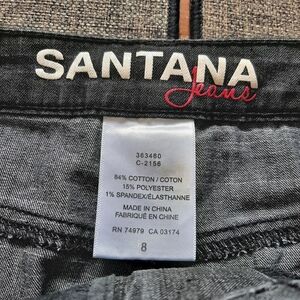 SANTANA
Jeans
363480
C-2156
84% COTTON / COTON
15% POLYESTER
1% SPANDEX/ÉLASTHANNE
MADE IN CHINA
FABRIQUÉ EN CHINE
RN 74979 CA 03174
8